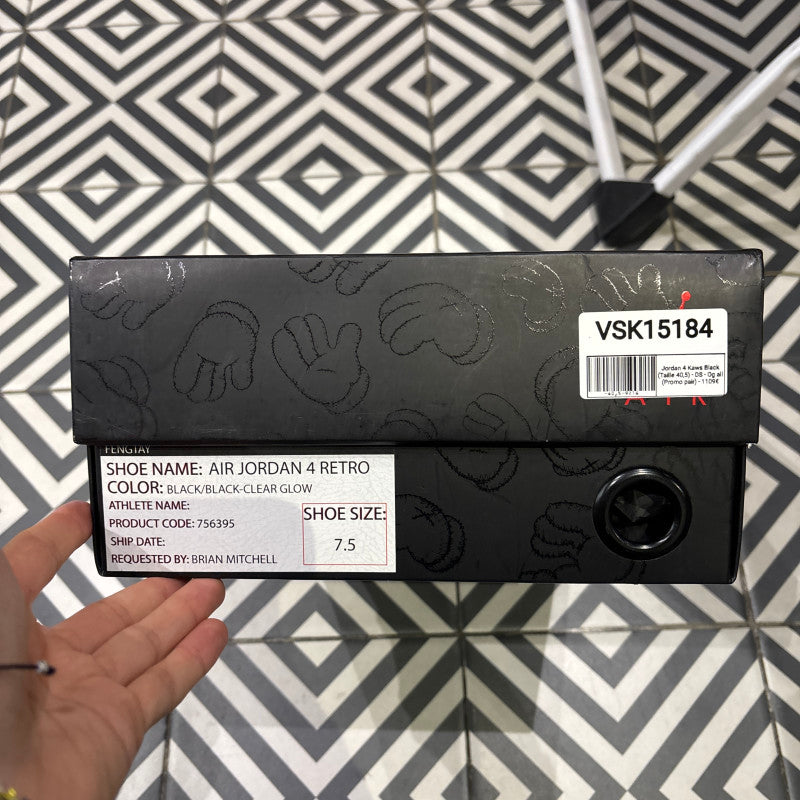 VSK15184
Jordan 4 Kaws Black
(Taille 40,5) - DS - Og all
(Promo pair) - 1109€
AIR
FENGTAY
SHOE NAME: AIR JORDAN 4 RETRO
COLOR: BLACK/BLACK-CLEAR GLOW
ATHLETE NAME:
PRODUCT CODE: 756395
SHIP DATE:
REQUESTED BY: BRIAN MITCHELL
SHOE SIZE:
7.5